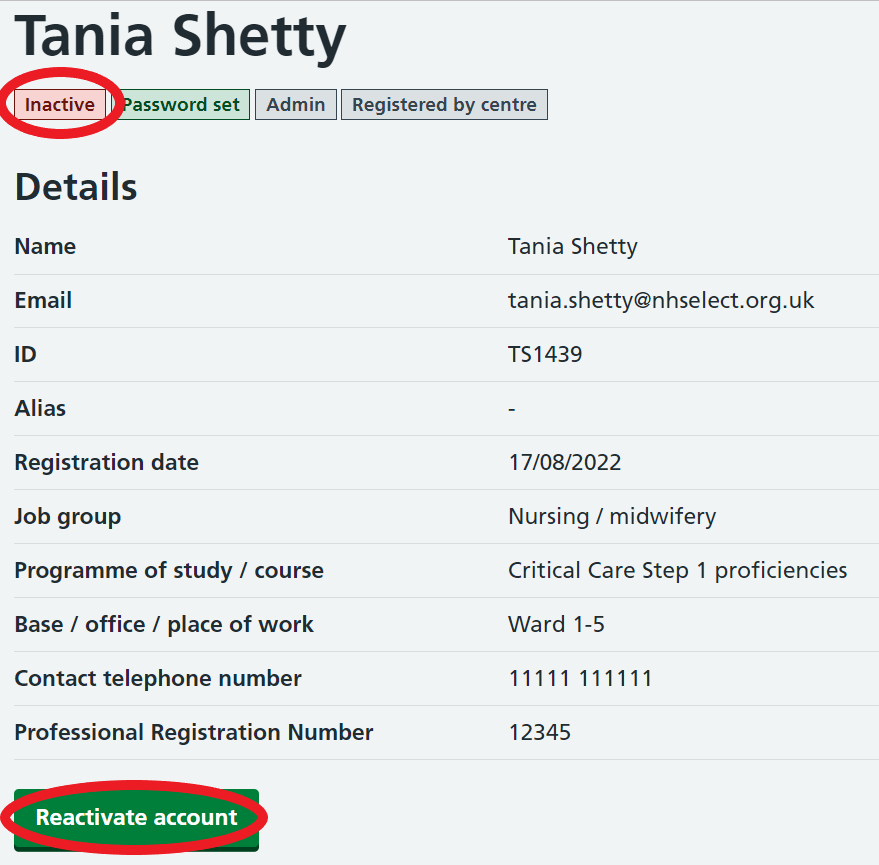 Tania Shetty
Inactive Password set Admin Registered by centre
Details
Name Tania Shetty
Email tania.shetty@nhselect.org.uk
ID TS1439
Alias -
Registration date 17/08/2022
Job group Nursing / midwifery
Programme of study / course Critical Care Step 1 proficiencies
Base / office / place of work Ward 1-5
Contact telephone number 11111 111111
Professional Registration Number 12345
Reactivate account